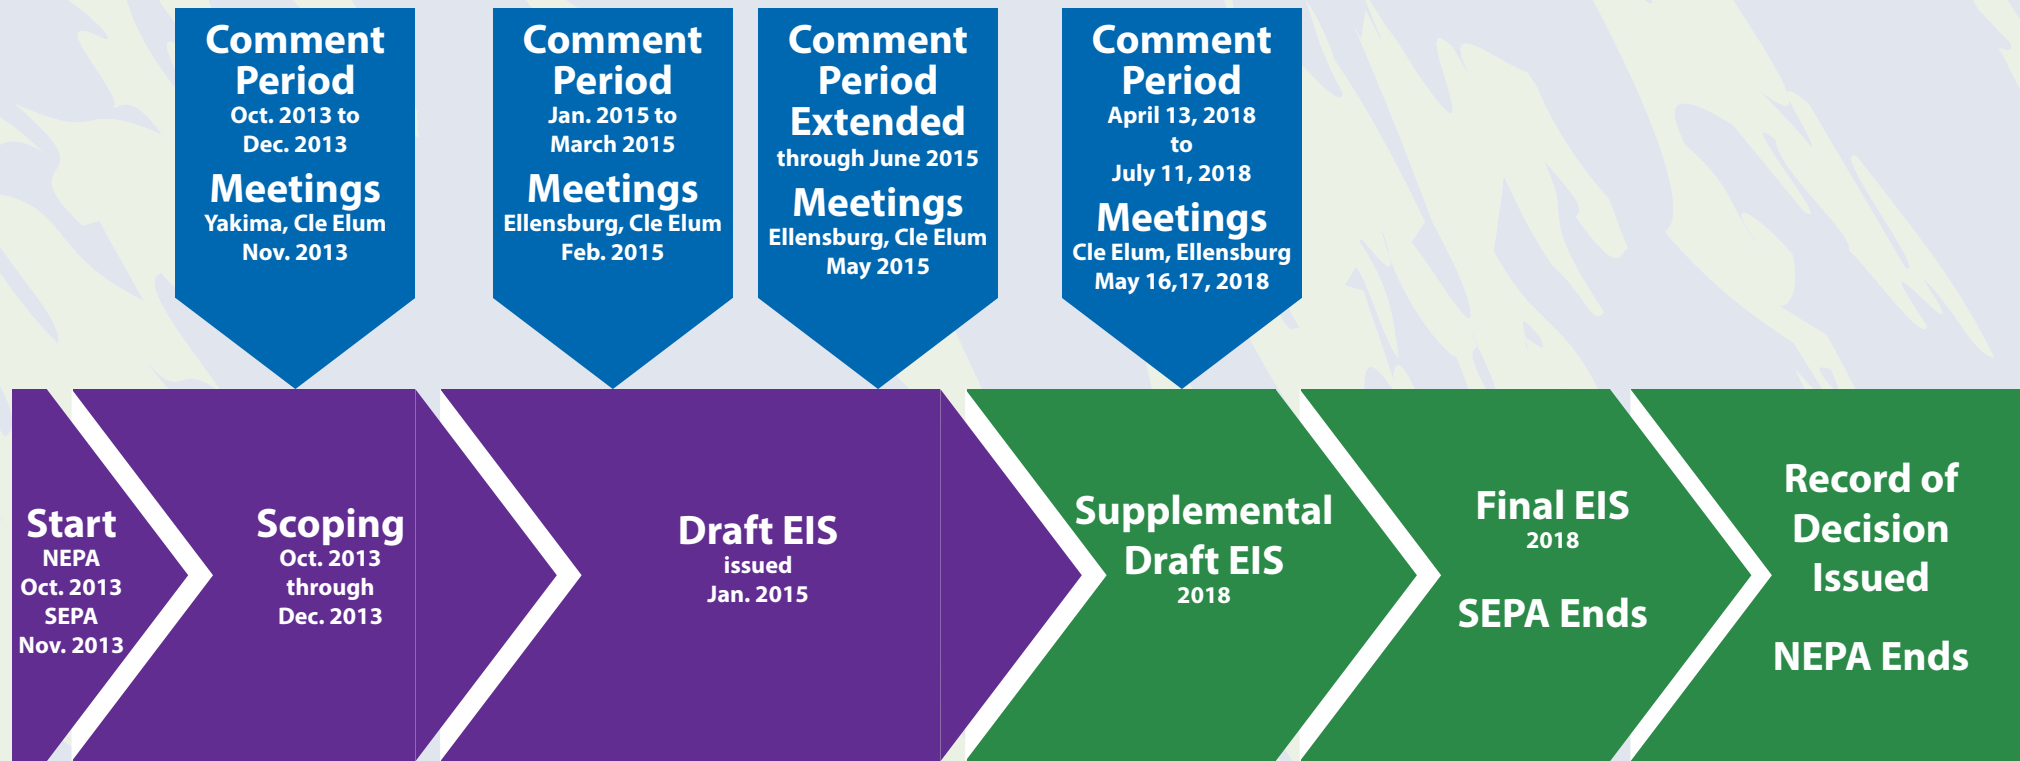 Comment
Period
Oct. 2013 to
Dec. 2013
Meetings
Yakima, Cle Elum
Nov. 2013
Comment
Period
Jan. 2015 to
March 2015
Meetings
Ellensburg, Cle Elum
Feb. 2015
Comment
Period
Extended
through June 2015
Meetings
Ellensburg, Cle Elum
May 2015
Comment
Period
April 13, 2018
to
July 11, 2018
Meetings
Cle Elum, Ellensburg
May 16,17, 2018
Start
NEPA
Oct. 2013
SEPA
Nov. 2013
Scoping
Oct. 2013
through
Dec. 2013
Draft EIS
issued
Jan. 2015
Supplemental
Draft EIS
2018
Final EIS
2018
SEPA Ends
Record of
Decision
Issued
NEPA Ends